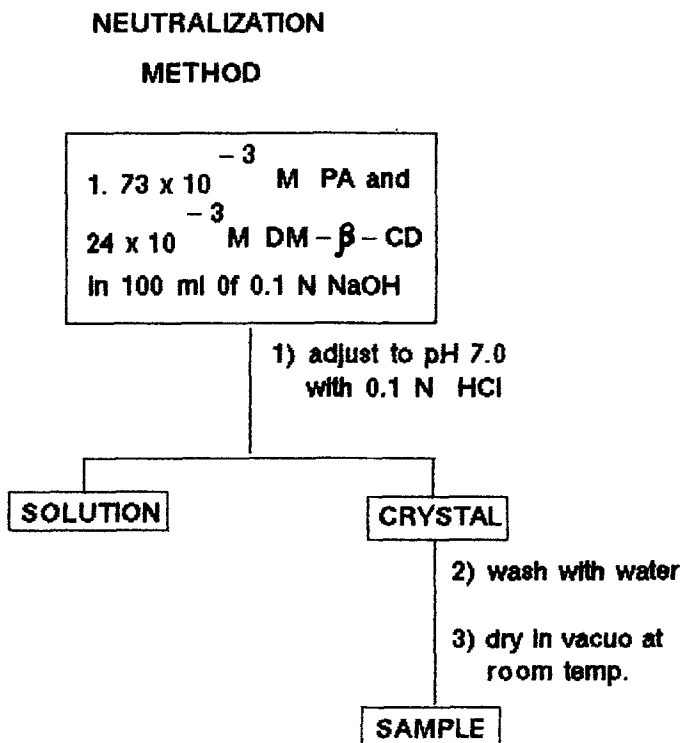 NEUTRALIZATION
METHOD
1. 73 x 10 – 3 M PA and
24 x 10 – 3 M DM – β – CD
in 100 ml 0f 0.1 N NaOH
1) adjust to pH 7.0
with 0.1 N HCl
SOLUTION
CRYSTAL
2) wash with water
3) dry in vacuo at
room temp.
SAMPLE